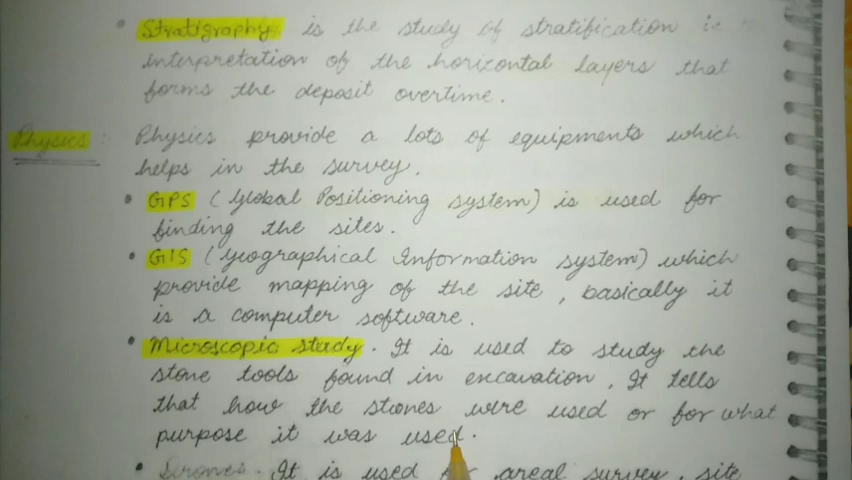 • Stratigraphy is the study of stratification i.e
interpretation of the horizontal layers that
forms the deposit overtime.
Physics: Physics provide a lots of equipments which
helps in the survey.
• GPS (Global Positioning system) is used for
finding the sites.
• GIS (Geographical Information system) which
provide mapping of the site, basically it
is a computer software.
• Microscopic study. It is used to study the
stone tools found in excavation. It tells
that how the stones were used or for what
purpose it was used.
• Drones. It is used for areal survey, site